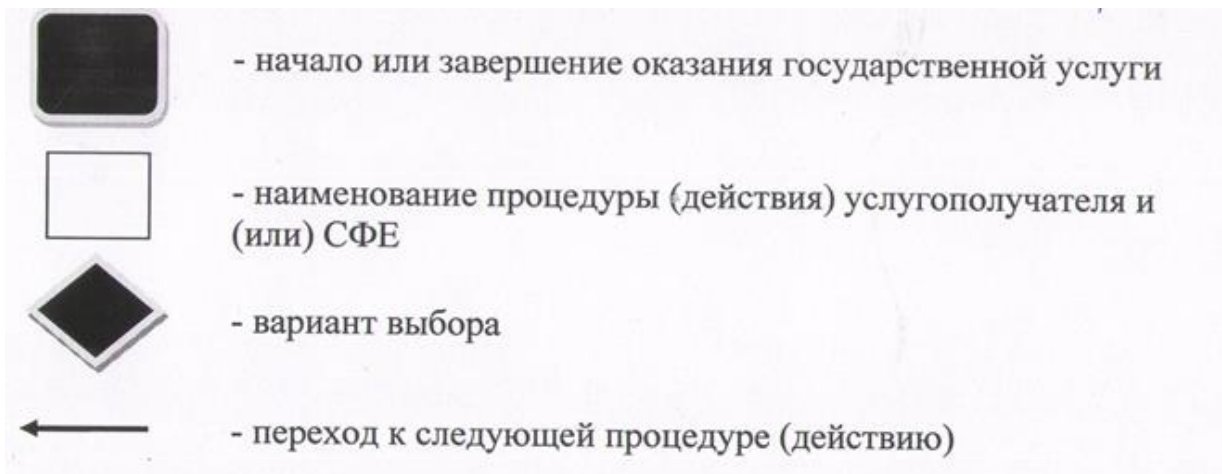 - начало или завершение оказания государственной услуги
- наименование процедуры (действия) услугополучателя и
(или) СФЕ
- вариант выбора
- переход к следующей процедуре (действию)